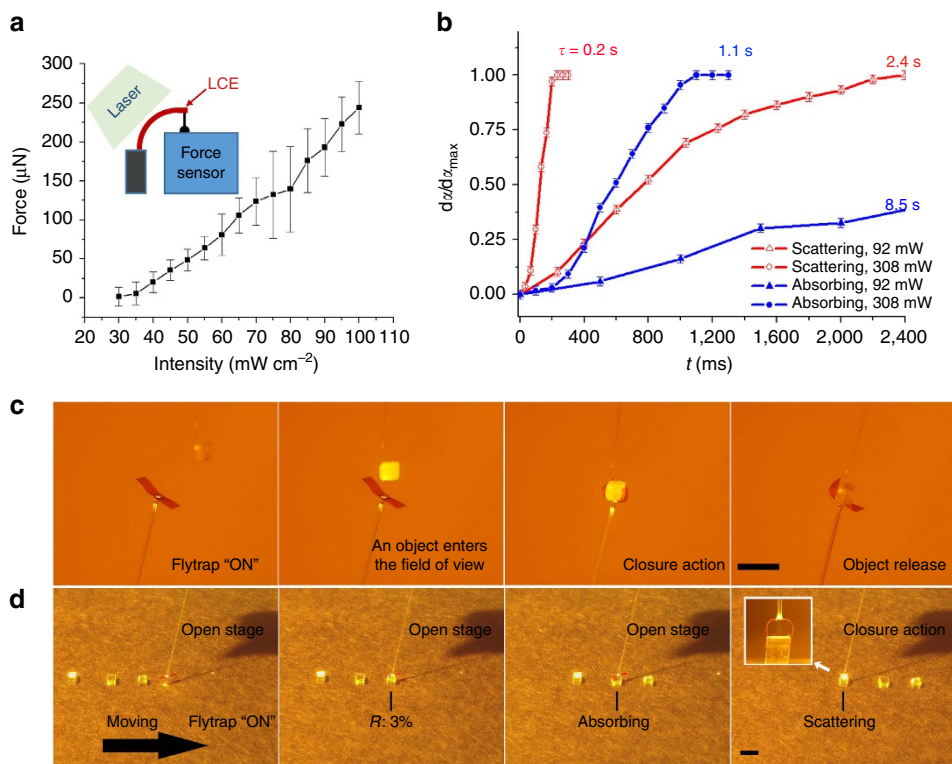 a
300
250
200
150
100
50
0
Force (μN)
20 30 40 50 60 70 80 90 100 110
Intensity (mW cm⁻²)
Laser
LCE
Force
sensor
b
1.00
0.75
0.50
0.25
0.00
dα/dα_max
0 400 800 1,200 1,600 2,000 2,400
t (ms)
τ = 0.2 s
1.1 s
2.4 s
8.5 s
Scattering, 92 mW
Scattering, 308 mW
Absorbing, 92 mW
Absorbing, 308 mW
c
Flytrap “ON”
An object enters
the field of view
Closure action
Object release
d
Open stage
Moving
Flytrap “ON”
Open stage
R: 3%
Open stage
Absorbing
Closure action
Scattering